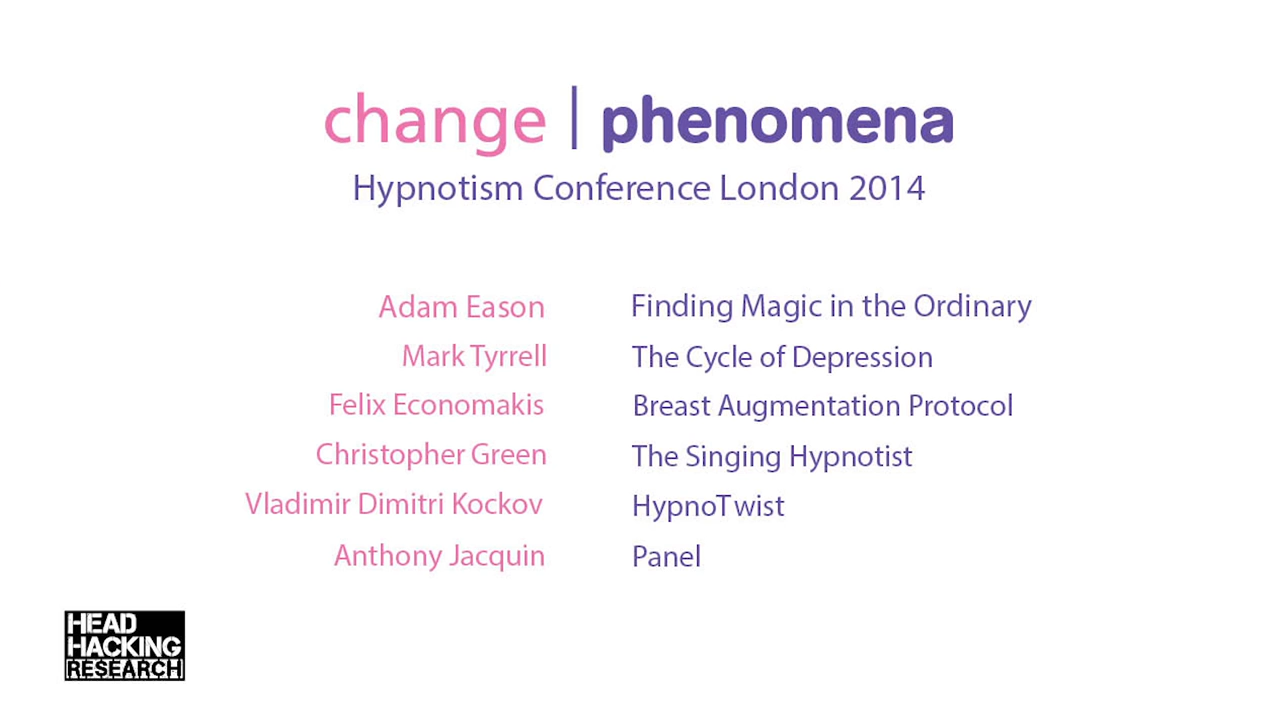 change | phenomena
Hypnotism Conference London 2014
Adam Eason Finding Magic in the Ordinary
Mark Tyrrell The Cycle of Depression
Felix Economakis Breast Augmentation Protocol
Christopher Green The Singing Hypnotist
Vladimir Dimitri Kockov HypnoTwist
Anthony Jacquin Panel
HEAD
HACKING
RESEARCH